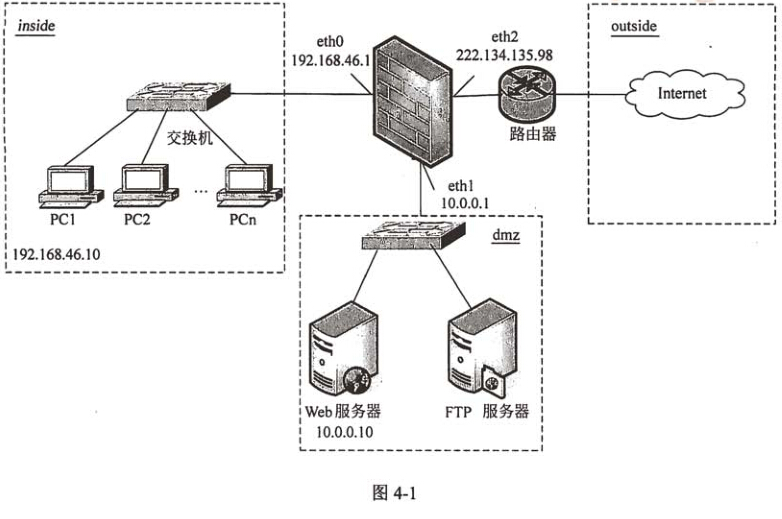 inside
eth0
192.168.46.1
eth2
222.134.135.98
outside
Internet
路由器
交换机
PC1
PC2
...
PCn
192.168.46.10
eth1
10.0.0.1
dmz
Web服务器
10.0.0.10
FTP 服务器
图 4-1